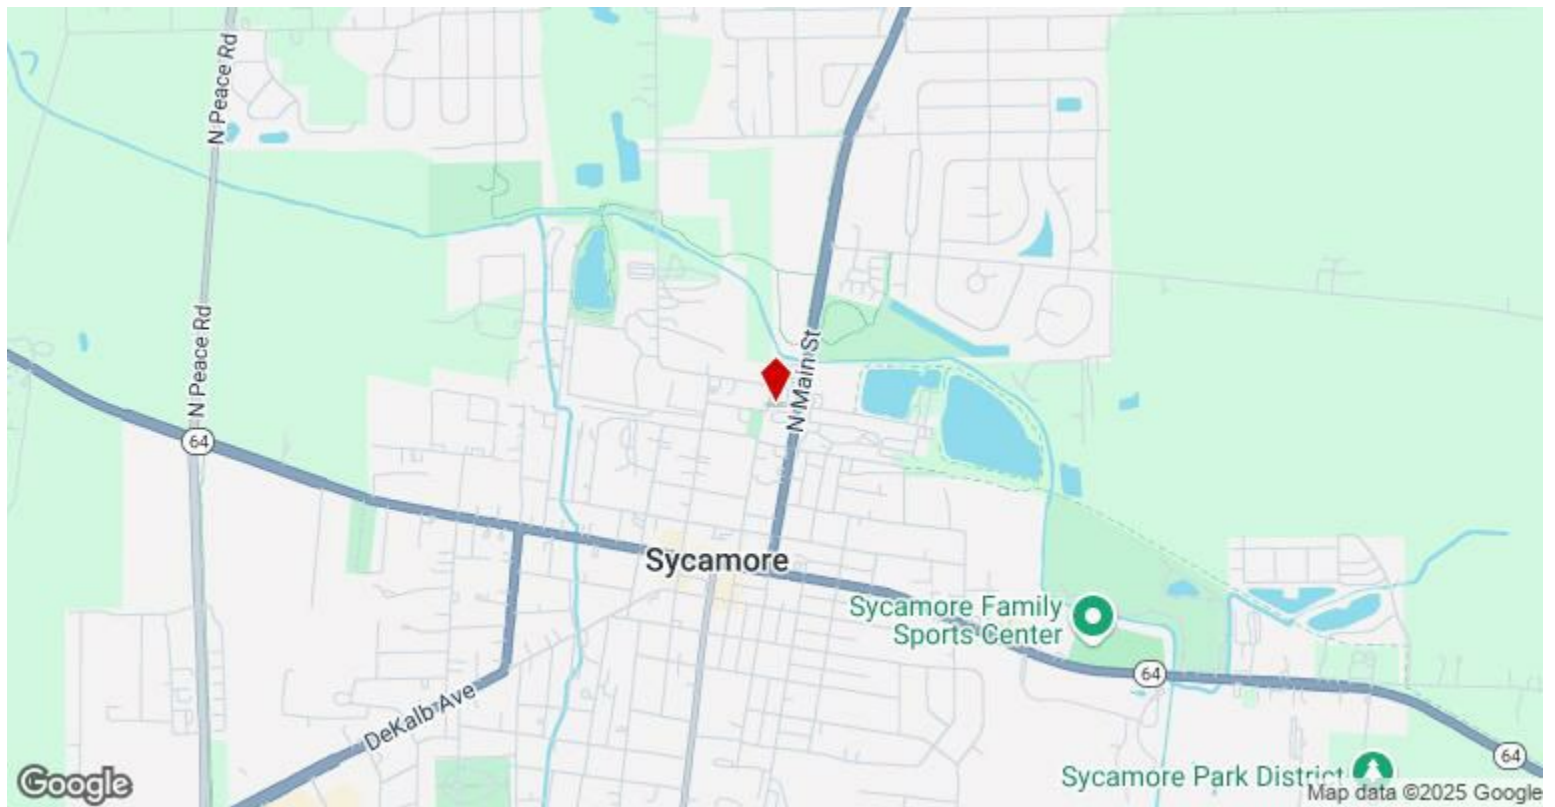 N Peace Rd
N Peace Rd
N Main St
64
Sycamore
Sycamore Family
Sports Center
64
DeKalb Ave
64
Sycamore Park District
Google
Map data ©2025 Google